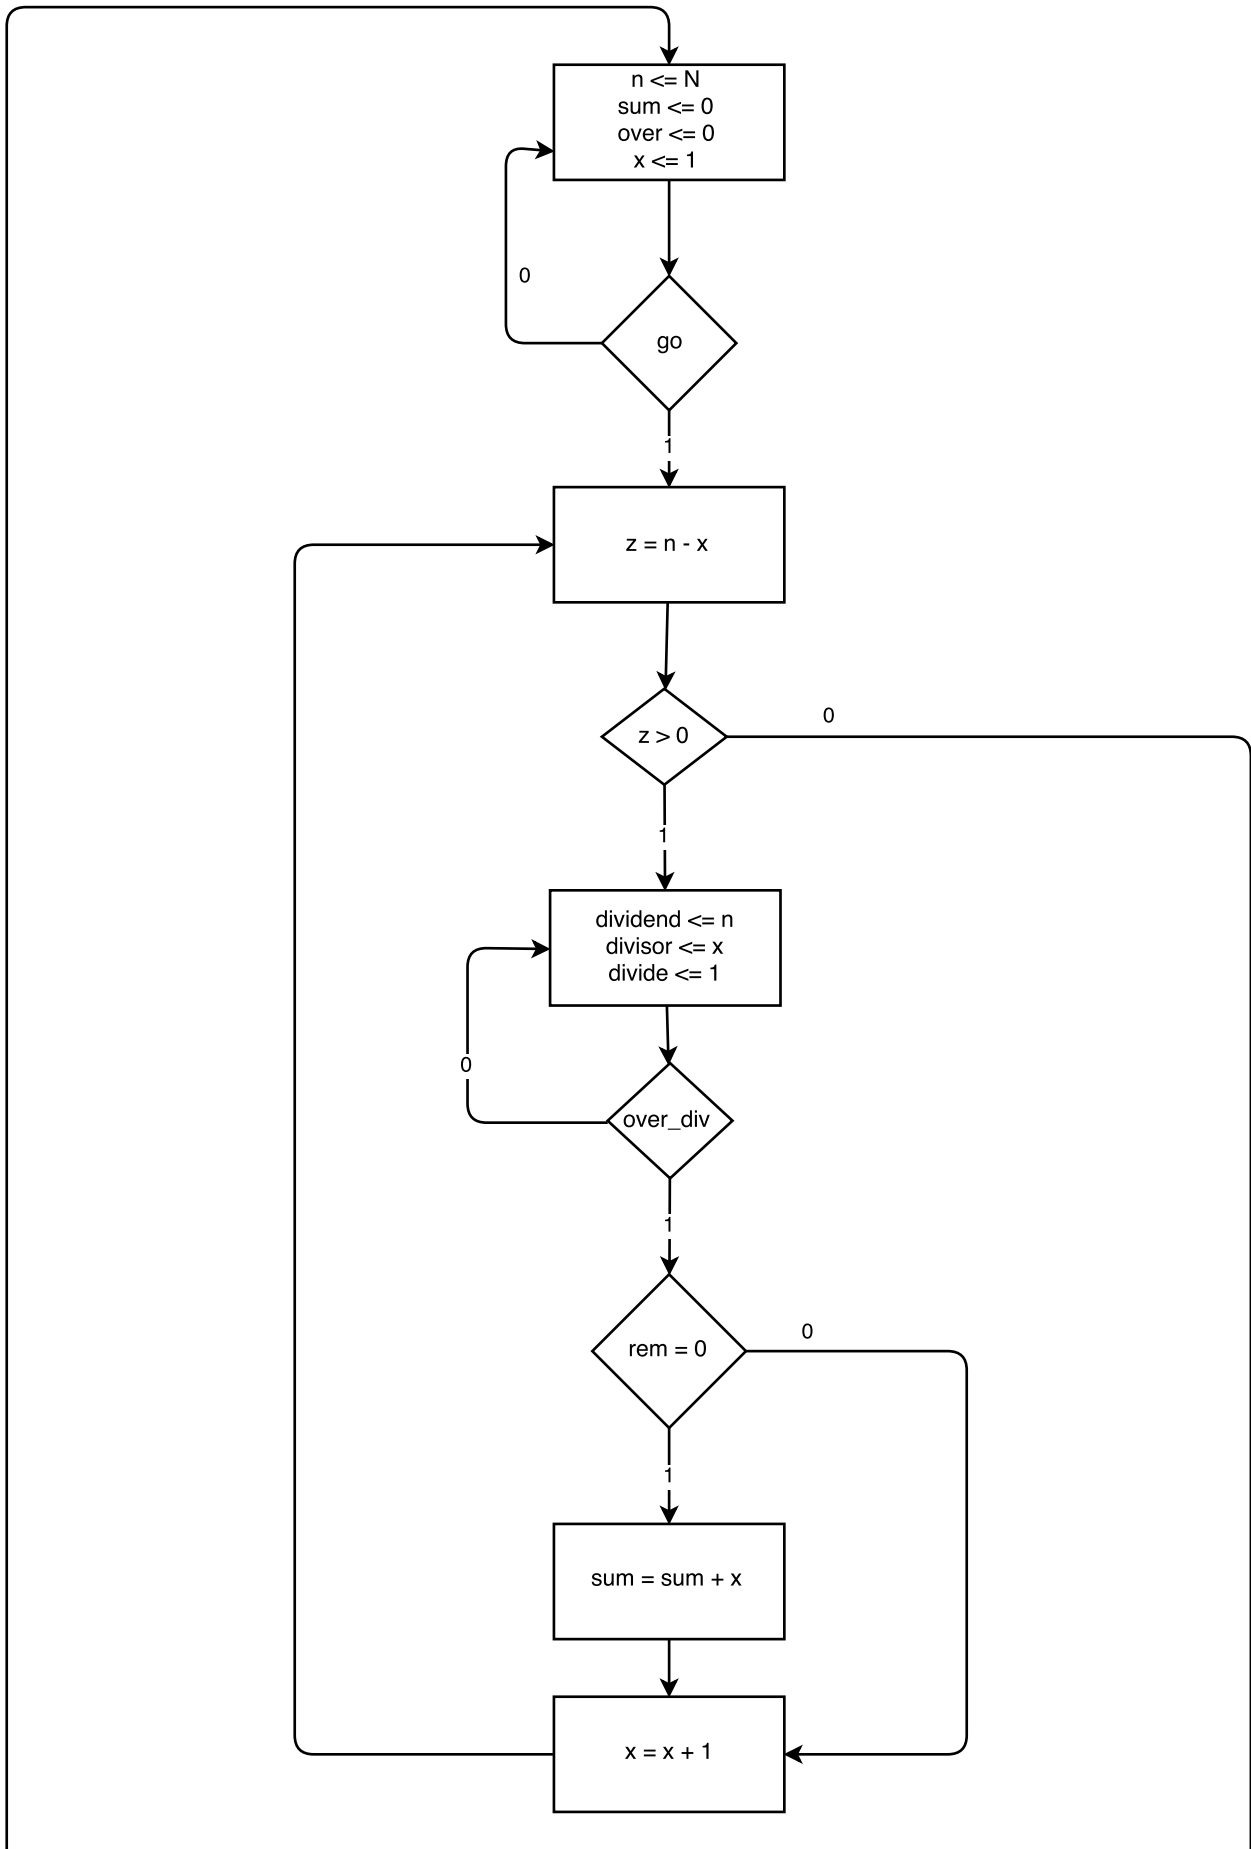 n <= N
sum <= 0
over <= 0
x <= 1
0
go
1
z = n - x
0
z > 0
1
dividend <= n
divisor <= x
divide <= 1
0
over_div
1
0
rem = 0
1
sum = sum + x
x = x + 1